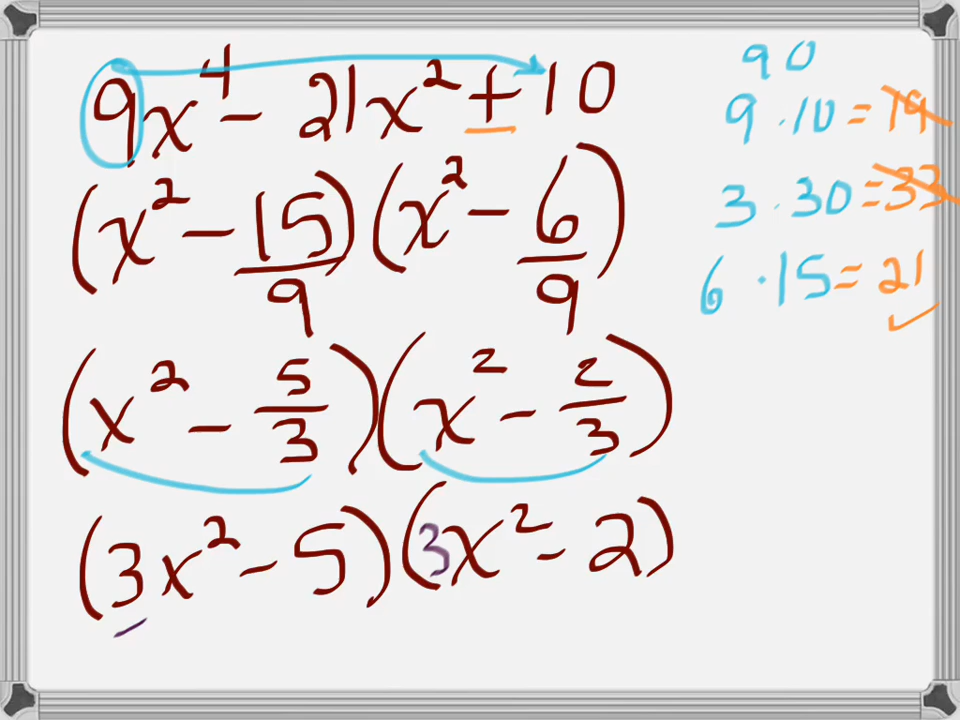 9x⁴ - 21x² + 10
(x² - 15/9)(x² - 6/9)
(x² - 5/3)(x² - 2/3)
(3x² - 5)(3x² - 2)
90
9 · 10 = 19
3 · 30 = 33
6 · 15 = 21 ✓